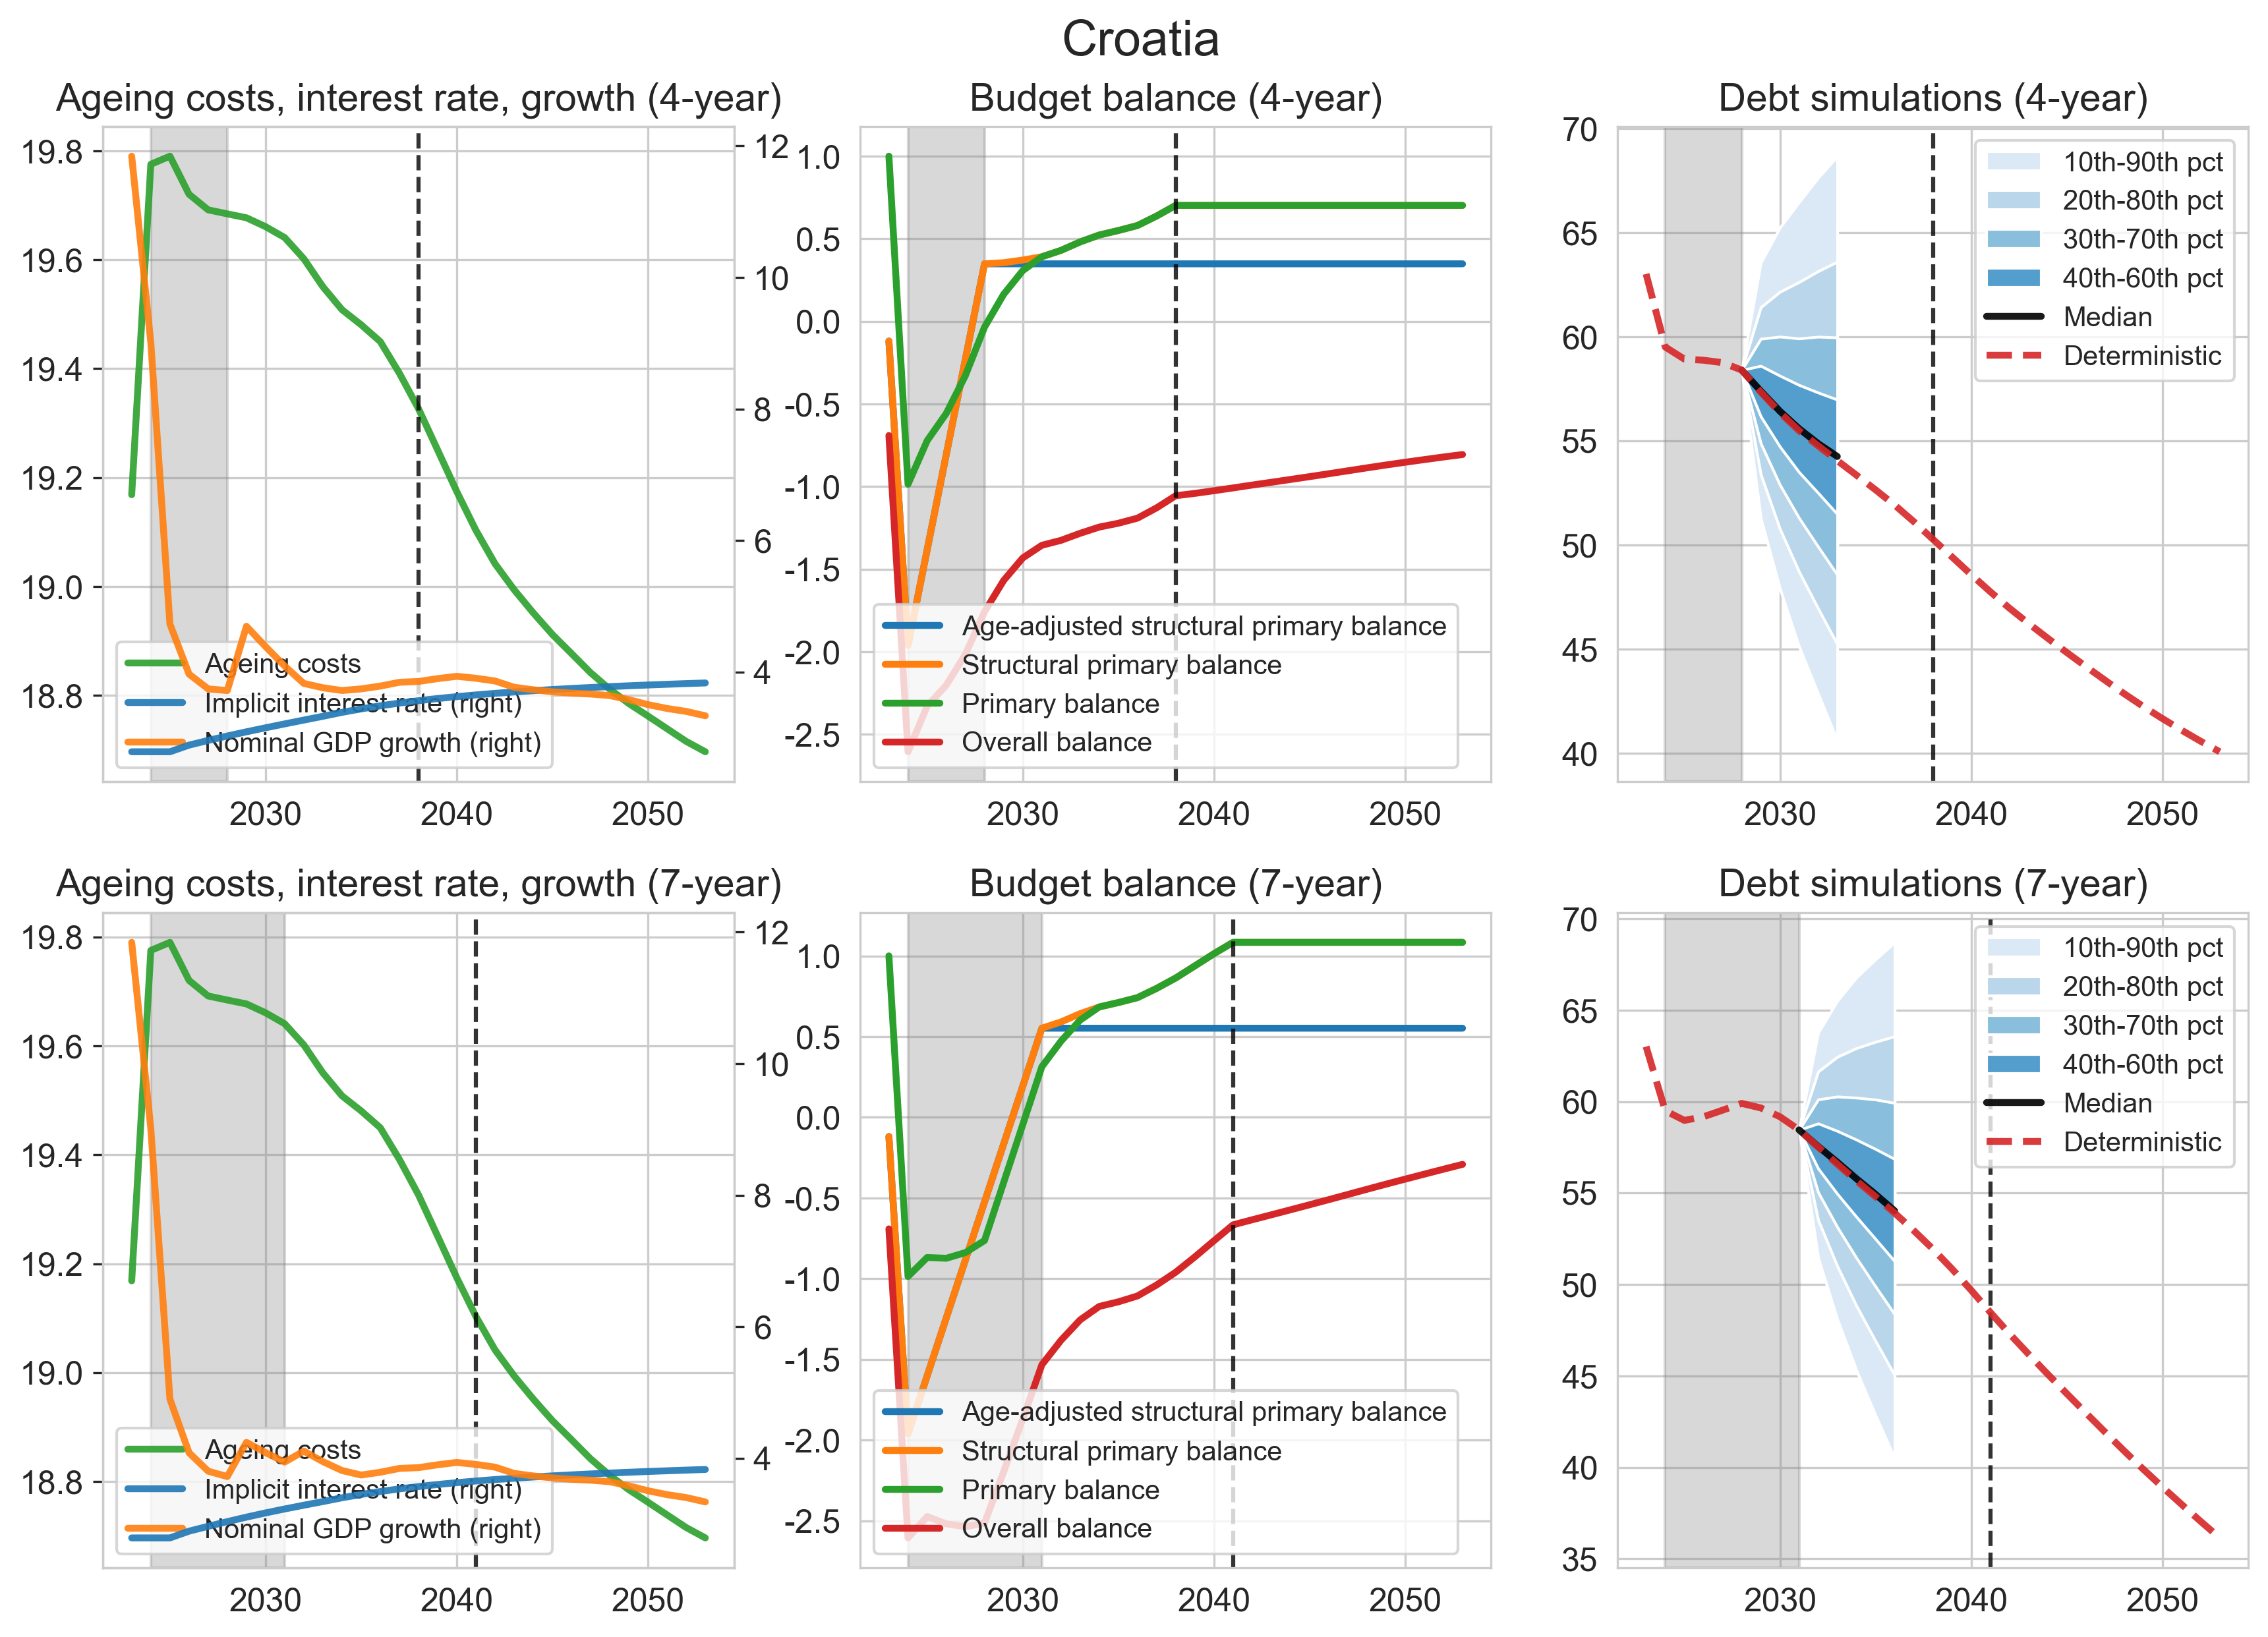 Croatia
Ageing costs, interest rate, growth (4-year)
19.8
19.6
19.4
19.2
19.0
18.8
12
10
8
6
4
2030
2040
2050
Ageing costs
Implicit interest rate (right)
Nominal GDP growth (right)
Budget balance (4-year)
1.0
0.5
0.0
-0.5
-1.0
-1.5
-2.0
-2.5
2030
2040
2050
Age-adjusted structural primary balance
Structural primary balance
Primary balance
Overall balance
Debt simulations (4-year)
70
65
60
55
50
45
40
2030
2040
2050
10th-90th pct
20th-80th pct
30th-70th pct
40th-60th pct
Median
Deterministic
Ageing costs, interest rate, growth (7-year)
19.8
19.6
19.4
19.2
19.0
18.8
12
10
8
6
4
2030
2040
2050
Ageing costs
Implicit interest rate (right)
Nominal GDP growth (right)
Budget balance (7-year)
1.0
0.5
0.0
-0.5
-1.0
-1.5
-2.0
-2.5
2030
2040
2050
Age-adjusted structural primary balance
Structural primary balance
Primary balance
Overall balance
Debt simulations (7-year)
70
65
60
55
50
45
40
35
2030
2040
2050
10th-90th pct
20th-80th pct
30th-70th pct
40th-60th pct
Median
Deterministic